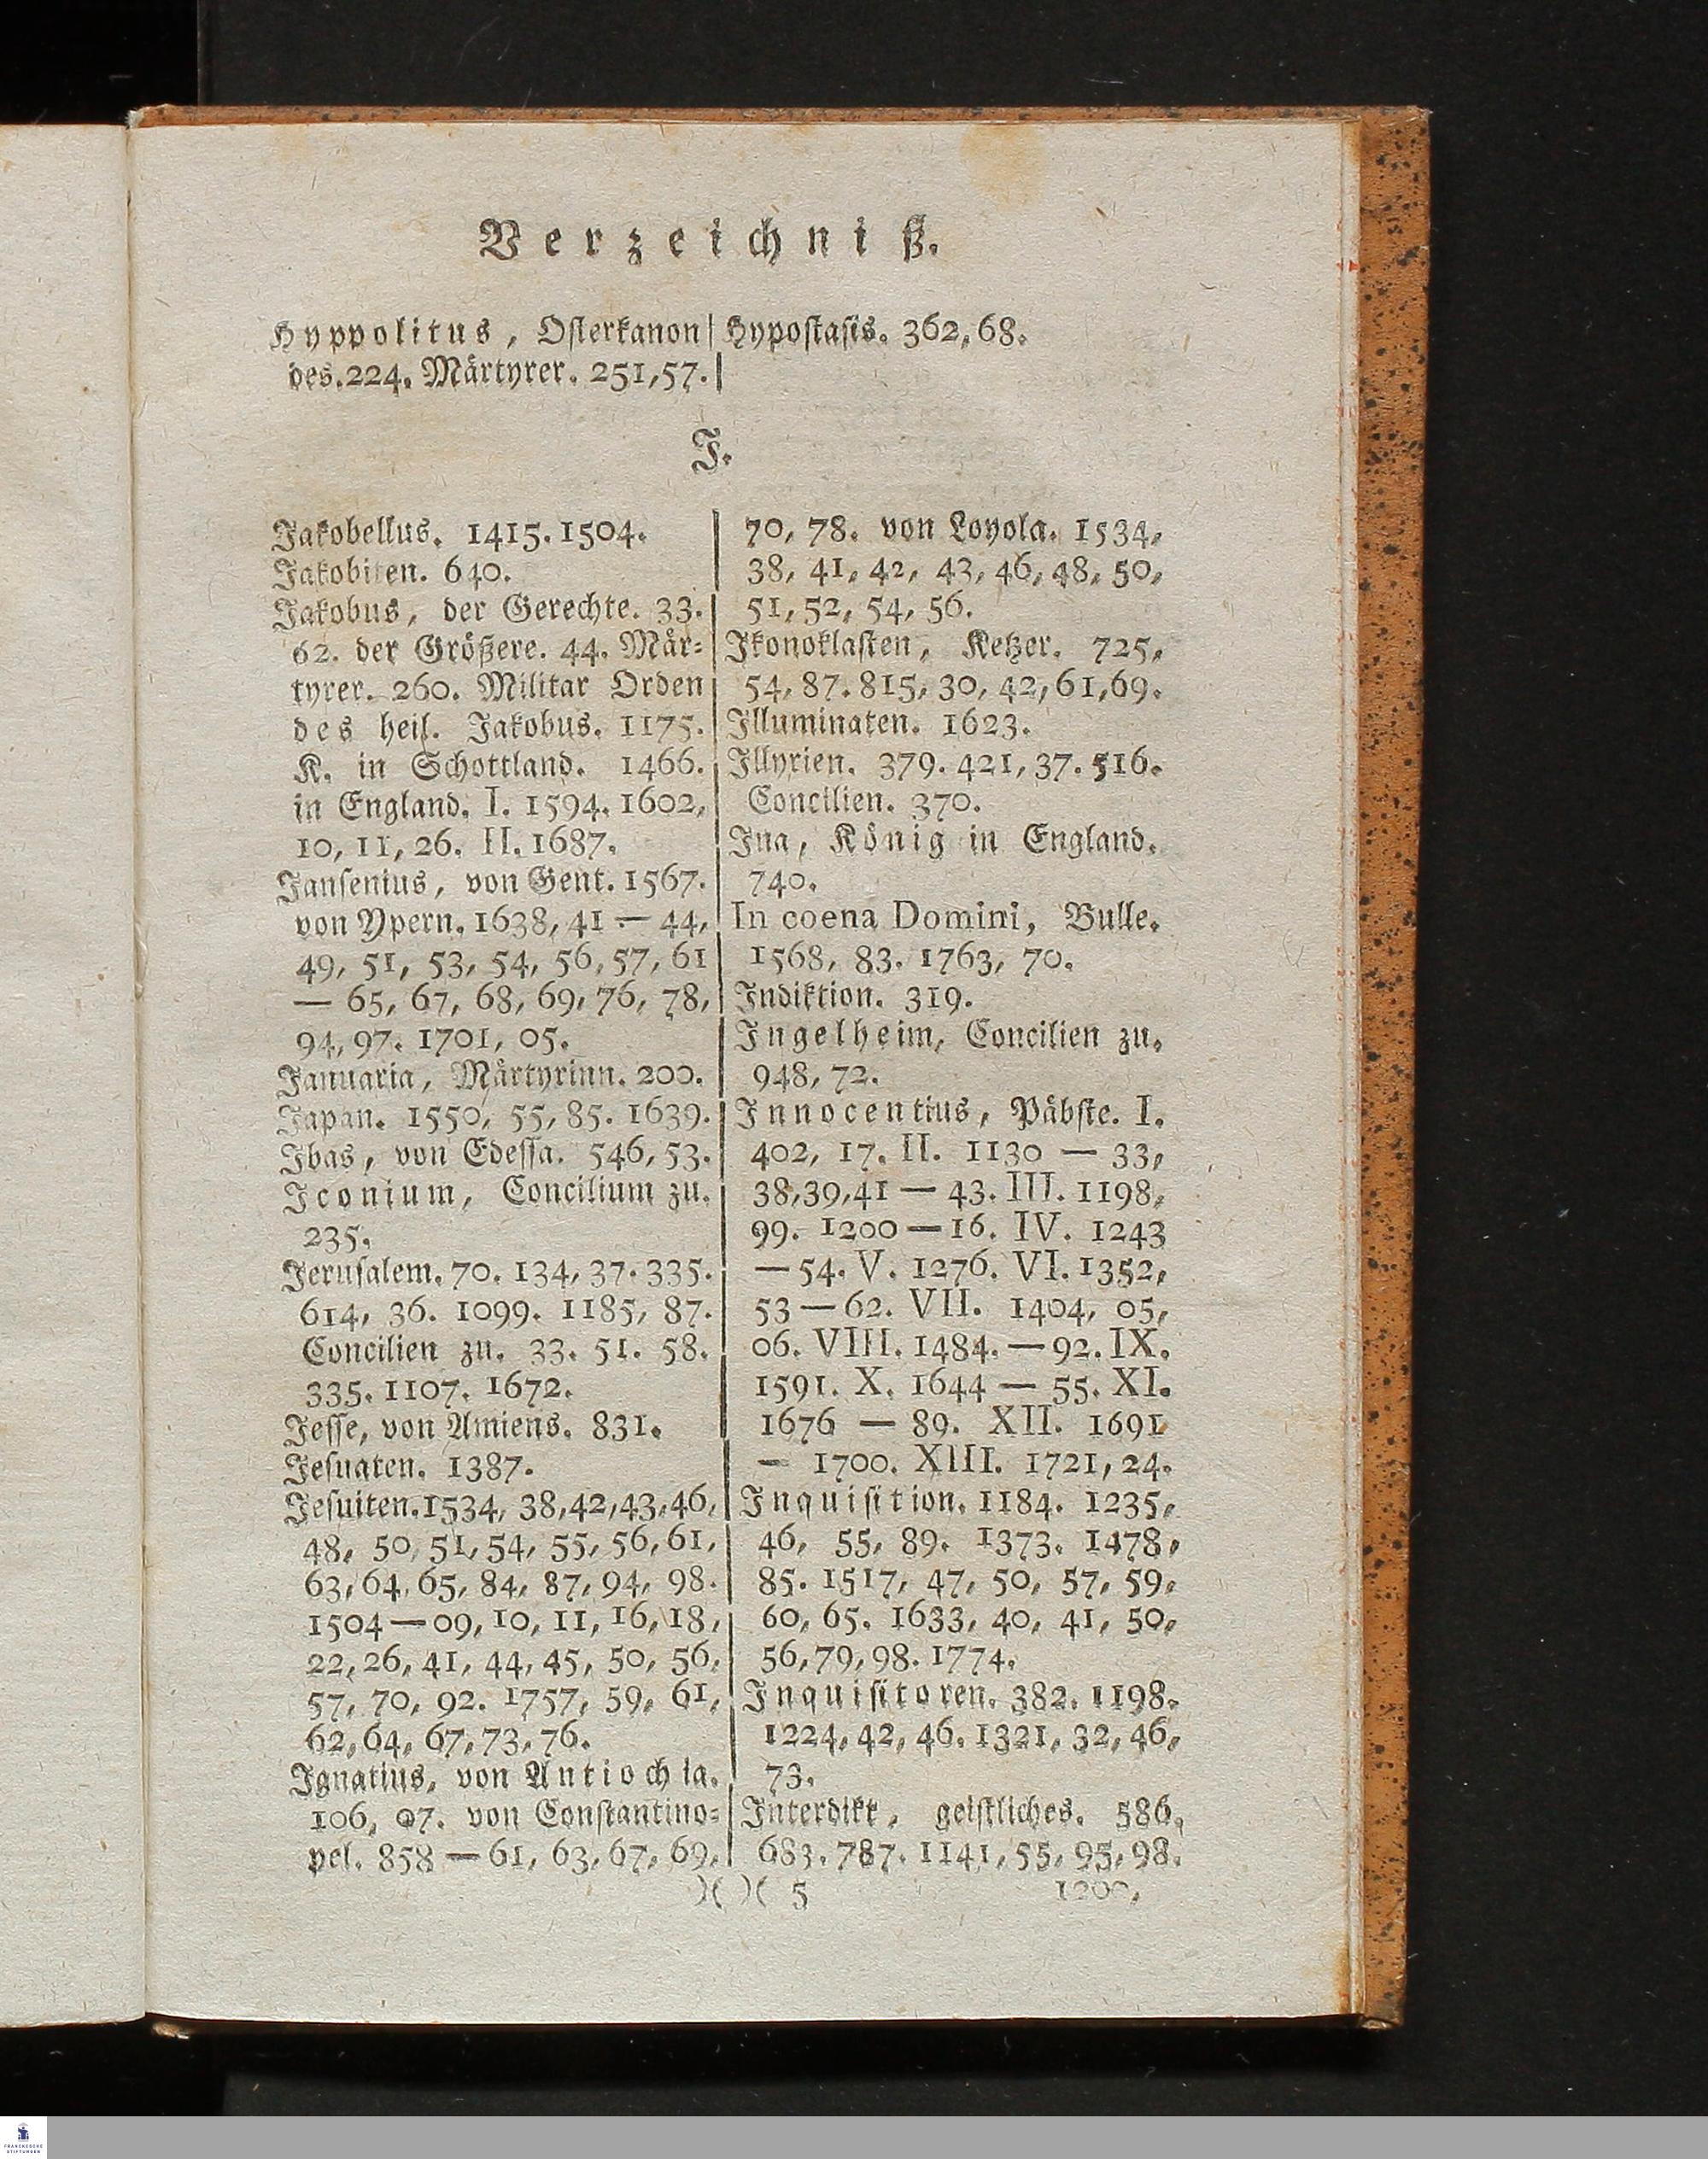 Verzeichniß.
Hyppolitus, Osterkanon
des. 224. Märtyrer. 251, 57.
Hypostasis. 362, 68.
J.
Jakobellus. 1415. 1504.
Jakobiten. 640.
Jakobus, der Gerechte. 33.
62. der Größere. 44. Mär-
tyrer. 260. Militar Orden
des heil. Jakobus. 1175.
K. in Schottland. 1466.
in England. I. 1594. 1602,
10, 11, 26. II. 1687.
Jansenius, von Gent. 1567.
von Ypern. 1638, 41 — 44,
49, 51, 53, 54, 56, 57, 61
— 65, 67, 68, 69, 76, 78,
94, 97. 1701, 05.
Januaria, Märtyrinn. 200.
Japan. 1550, 55, 85. 1639.
Ibas, von Edessa. 546, 53.
Iconium, Concilium zu.
235.
Jerusalem. 70. 134, 37. 335.
614, 36. 1099. 1185, 87.
Concilien zu. 33. 51. 58.
335. 1107. 1672.
Jesse, von Amiens. 831.
Jesuaten. 1387.
Jesuiten. 1534, 38, 42, 43, 46,
48, 50, 51, 54, 55, 56, 61,
63, 64, 65, 84, 87, 94, 98.
1504 — 09, 10, 11, 16, 18,
22, 26, 41, 44, 45, 50, 56,
57, 70, 92. 1757, 59, 61,
62, 64, 67, 73, 76.
Ignatius, von Antiochia.
106, 07. von Constantino-
pel. 858 — 61, 63, 67, 69,
70, 78. von Loyola. 1534,
38, 41, 42, 43, 46, 48, 50,
51, 52, 54, 56.
Ikonoklasten, Ketzer. 725,
54, 87. 815, 30, 42, 61, 69.
Illuminaten. 1623.
Illyrien. 379. 421, 37. 516.
Concilien. 370.
Ina, König in England.
740.
In coena Domini, Bulle.
1568, 83. 1763, 70.
Indiktion. 319.
Ingelheim, Concilien zu.
948, 72.
Innocentius, Päbste. I.
402, 17. II. 1130 — 33,
38, 39, 41 — 43. III. 1198,
99. 1200 — 16. IV. 1243
— 54. V. 1276. VI. 1352,
53 — 62. VII. 1404, 05,
06. VIII. 1484. — 92. IX.
1591. X. 1644 — 55. XI.
1676 — 89. XII. 1691
— 1700. XIII. 1721, 24.
Inquisition. 1184. 1235,
46, 55, 89. 1373. 1478,
85. 1517, 47, 50, 57, 59,
60, 65. 1633, 40, 41, 50,
56, 79, 98. 1774.
Inquisitoren. 382. 1198.
1224, 42, 46. 1321, 32, 46,
73.
Interdikt, geistliches. 586,
683. 787. 1141, 55, 95, 98.
)( )( 5
1200,
FRANCKESCHE
STIFTUNGEN